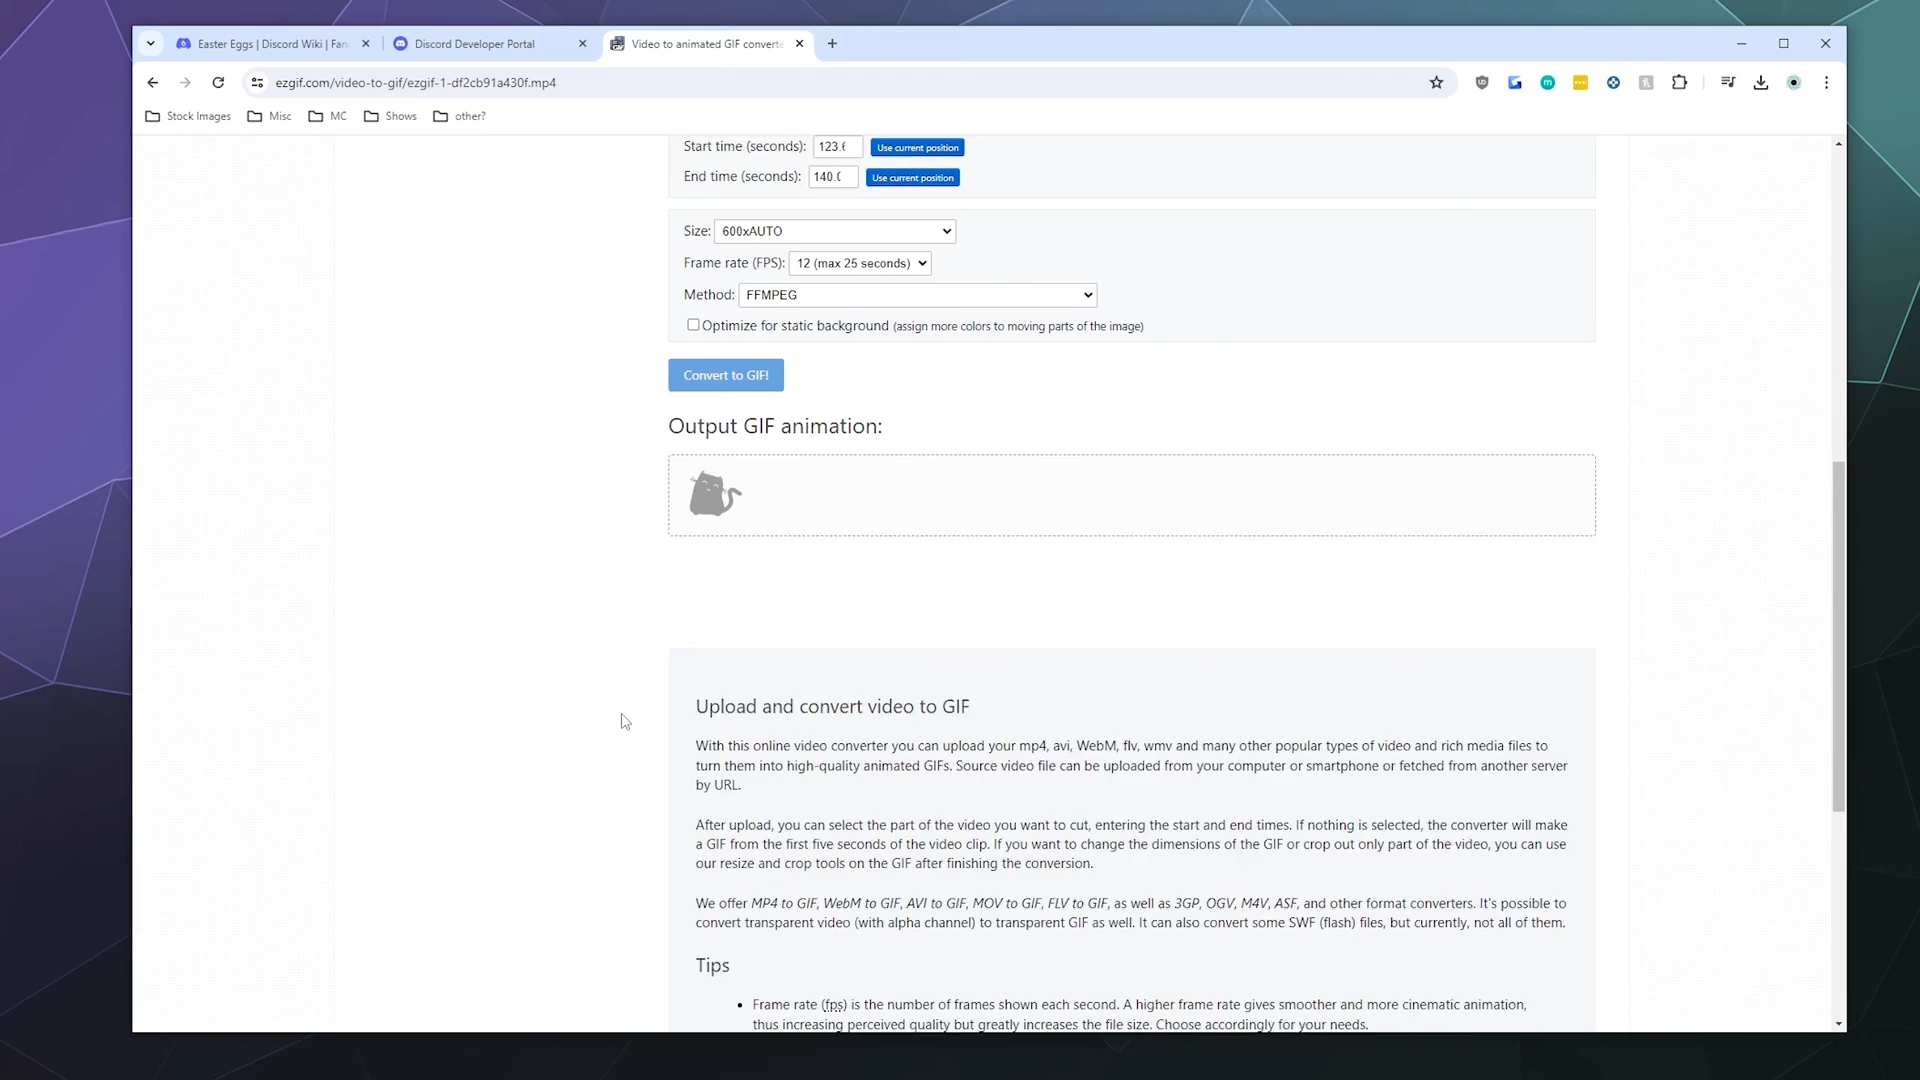 Easter Eggs | Discord Wiki | Fan
Discord Developer Portal
Video to animated GIF converte
ezgif.com/video-to-gif/ezgif-1-df2cb91a430f.mp4
Stock Images
Misc
MC
Shows
other?
Start time (seconds): 123.6 Use current position
End time (seconds): 140.0 Use current position
Size: 600xAUTO
Frame rate (FPS): 12 (max 25 seconds)
Method: FFMPEG
Optimize for static background (assign more colors to moving parts of the image)
Convert to GIF!
Output GIF animation:
Upload and convert video to GIF
With this online video converter you can upload your mp4, avi, WebM, flv, wmv and many other popular types of video and rich media files to
turn them into high-quality animated GIFs. Source video file can be uploaded from your computer or smartphone or fetched from another server
by URL.
After upload, you can select the part of the video you want to cut, entering the start and end times. If nothing is selected, the converter will make
a GIF from the first five seconds of the video clip. If you want to change the dimensions of the GIF or crop out only part of the video, you can use
our resize and crop tools on the GIF after finishing the conversion.
We offer MP4 to GIF, WebM to GIF, AVI to GIF, MOV to GIF, FLV to GIF, as well as 3GP, OGV, M4V, ASF, and other format converters. It's possible to
convert transparent video (with alpha channel) to transparent GIF as well. It can also convert some SWF (flash) files, but currently, not all of them.
Tips
• Frame rate (fps) is the number of frames shown each second. A higher frame rate gives smoother and more cinematic animation,
thus increasing perceived quality but greatly increases the file size. Choose accordingly for your needs.